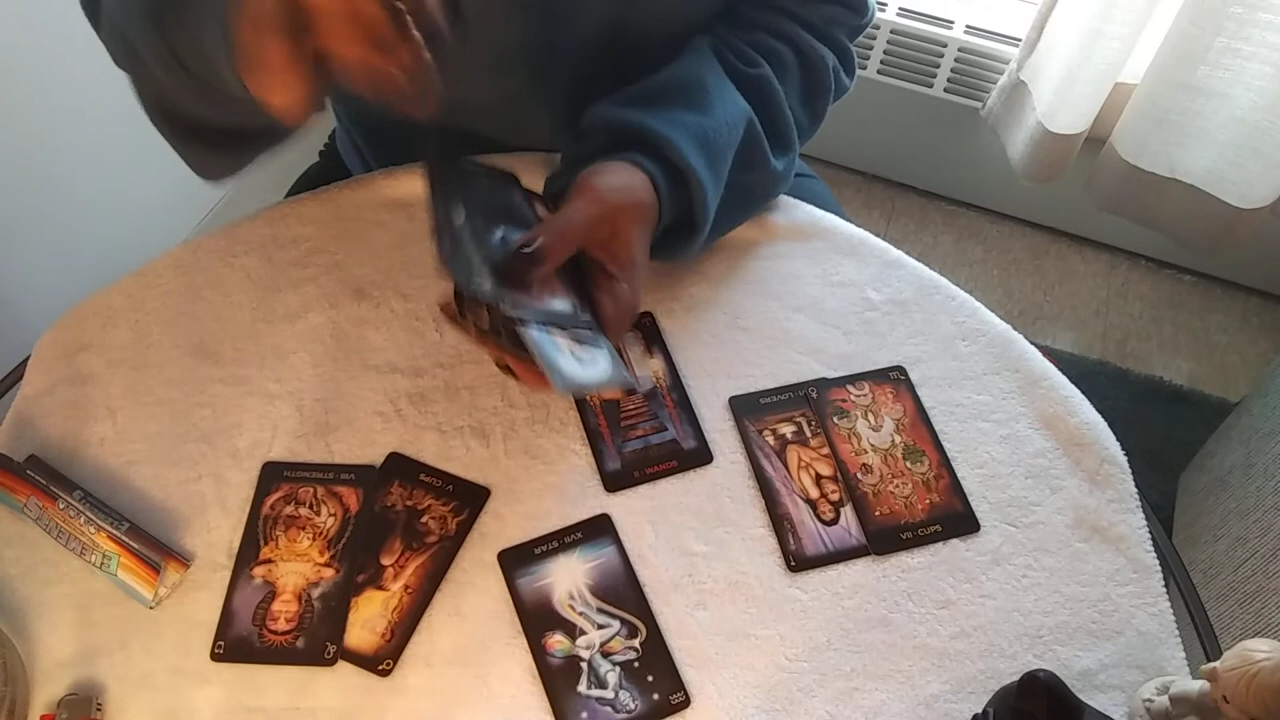 II · WANDS
VI · LOVERS
VII · CUPS
VIII · STRENGTH
V · CUPS
XVII · STAR
ELEMENTS